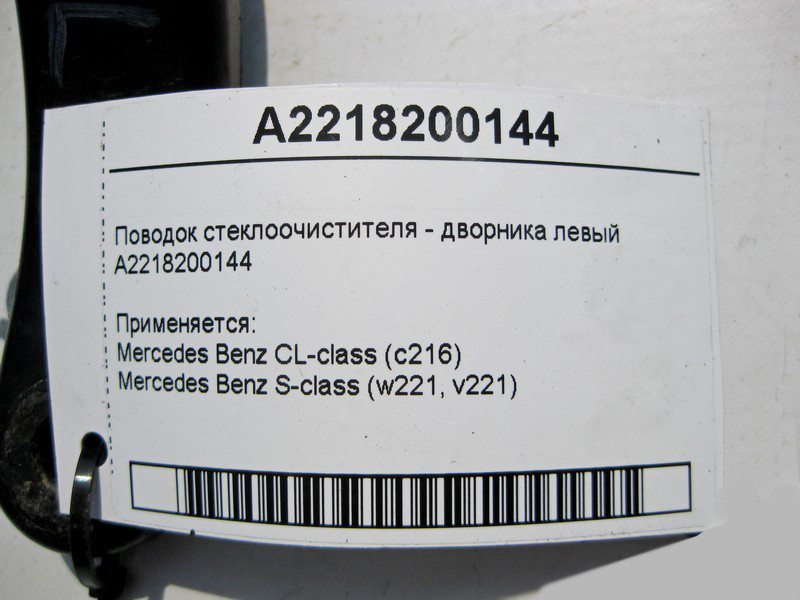 A2218200144
Поводок стеклоочистителя - дворника левый
A2218200144
Применяется:
Mercedes Benz CL-class (c216)
Mercedes Benz S-class (w221, v221)